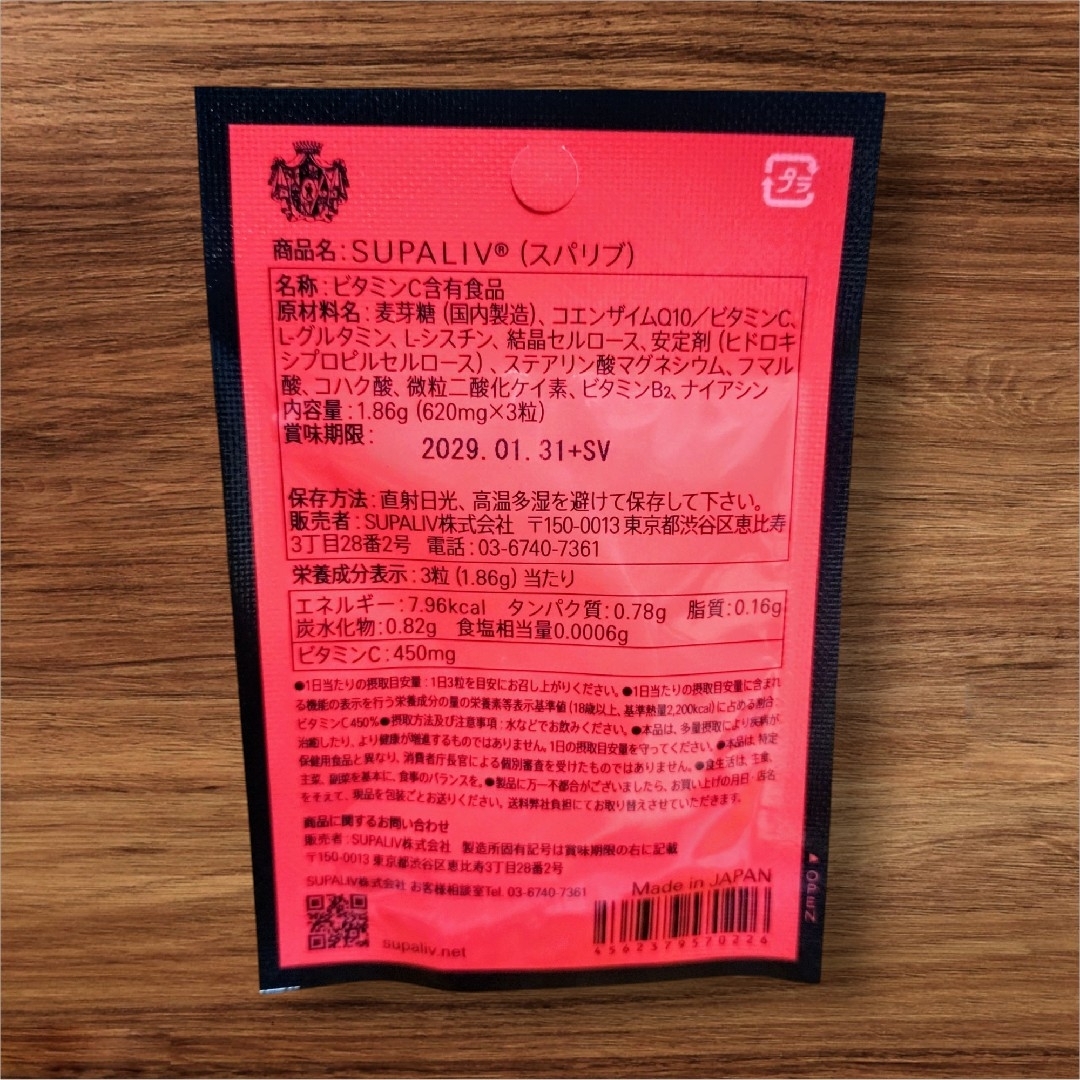 プラ
商品名:SUPALIV®(スパリブ)
名称:ビタミンC含有食品
原材料名:麦芽糖(国内製造)、コエンザイムQ10/ビタミンC、
L-グルタミン、L-シスチン、結晶セルロース、安定剤(ヒドロキ
シプロピルセルロース)、ステアリン酸マグネシウム、フマル
酸、コハク酸、微粒二酸化ケイ素、ビタミンB₂、ナイアシン
内容量:1.86g(620mg×3粒)
賞味期限:
2029.01.31+SV
保存方法:直射日光、高温多湿を避けて保存して下さい。
販売者:SUPALIV株式会社 〒150-0013 東京都渋谷区恵比寿
3丁目28番2号 電話:03-6740-7361
栄養成分表示:3粒(1.86g)当たり
エネルギー:7.96kcal タンパク質:0.78g 脂質:0.16g
炭水化物:0.82g 食塩相当量0.0006g
ビタミンC:450mg
●1日当たりの摂取目安量:1日3粒を目安にお召し上がりください。●1日当たりの摂取目安量に含まれ
る機能の表示を行う栄養成分の量の栄養素等表示基準値(18歳以上、基準熱量2,200kcal)に占める割合:
ビタミンC450%●摂取方法及び注意事項:水などでお飲みください。●本品は、多量摂取により疾病が
治癒したり、より健康が増進するものではありません。1日の摂取目安量を守ってください。●本品は、特定
保健用食品と異なり、消費者庁長官による個別審査を受けたものではありません。●食生活は、主食、
主菜、副菜を基本に、食事のバランスを。●製品に万一不都合がございましたら、お買い上げの月日・店名
をそえて、現品を包装ごとお送りください。送料弊社負担にてお取り替えさせていただきます。
商品に関するお問い合わせ
販売者:SUPALIV株式会社 製造所固有記号は賞味期限の右に記載
〒150-0013 東京都渋谷区恵比寿3丁目28番2号
SUPALIV株式会社 お客様相談室Tel. 03-6740-7361
Made in JAPAN
supaliv.net
4562379570226
OPEN